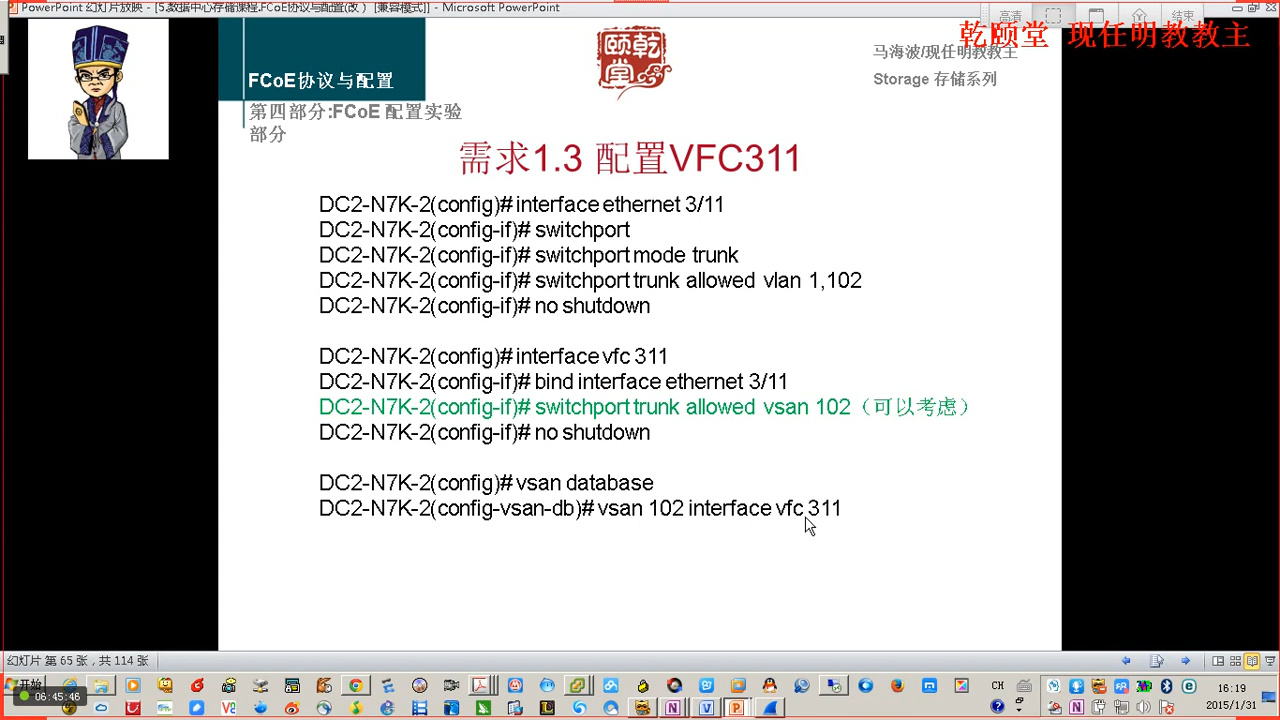 PowerPoint 幻灯片放映 - [5.数据中心存储课程.FCoE协议与配置(改） [兼容模式]] - Microsoft PowerPoint
高清
结束
乾颐堂 现任明教教主
FCoE协议与配置
乾颐堂
马海波/现任明教教主
Storage 存储系列
第四部分:FCoE 配置实验
部分
需求1.3 配置VFC311
DC2-N7K-2(config)# interface ethernet 3/11
DC2-N7K-2(config-if)# switchport
DC2-N7K-2(config-if)# switchport mode trunk
DC2-N7K-2(config-if)# switchport trunk allowed vlan 1,102
DC2-N7K-2(config-if)# no shutdown
DC2-N7K-2(config)# interface vfc 311
DC2-N7K-2(config-if)# bind interface ethernet 3/11
DC2-N7K-2(config-if)# switchport trunk allowed vsan 102（可以考虑）
DC2-N7K-2(config-if)# no shutdown
DC2-N7K-2(config)# vsan database
DC2-N7K-2(config-vsan-db)# vsan 102 interface vfc 311
幻灯片 第 65 张，共 114 张
开始
06:45:46
CH
16:19
2015/1/31